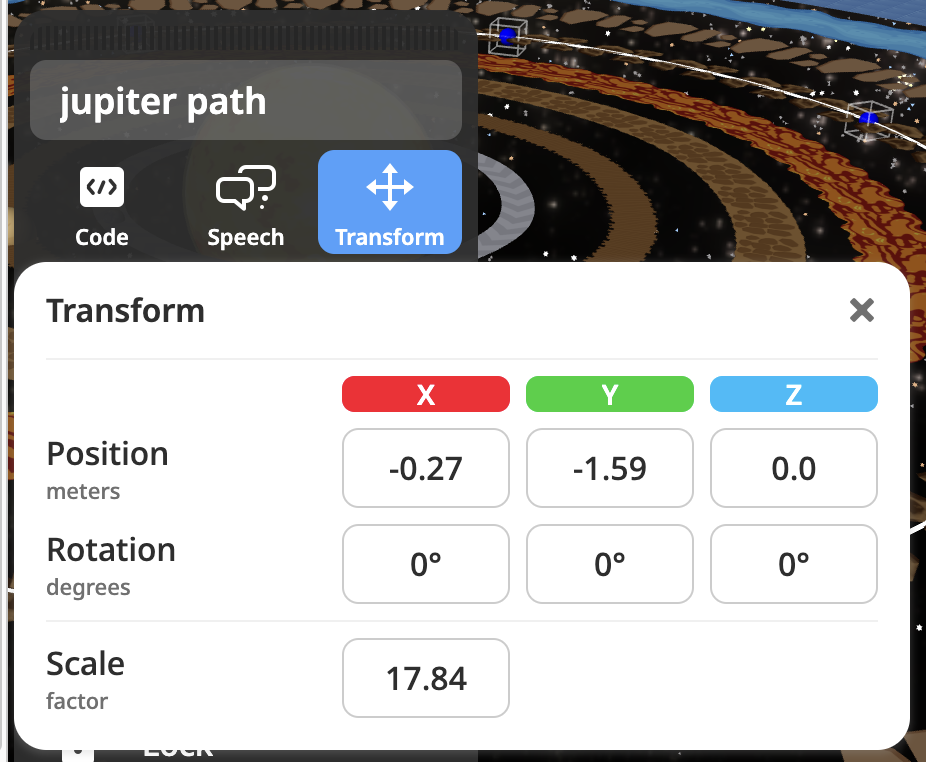 jupiter path
Code Speech Transform
Transform
X Y Z
Position -0.27 -1.59 0.0
meters
Rotation 0° 0° 0°
degrees
Scale 17.84
factor
Lock